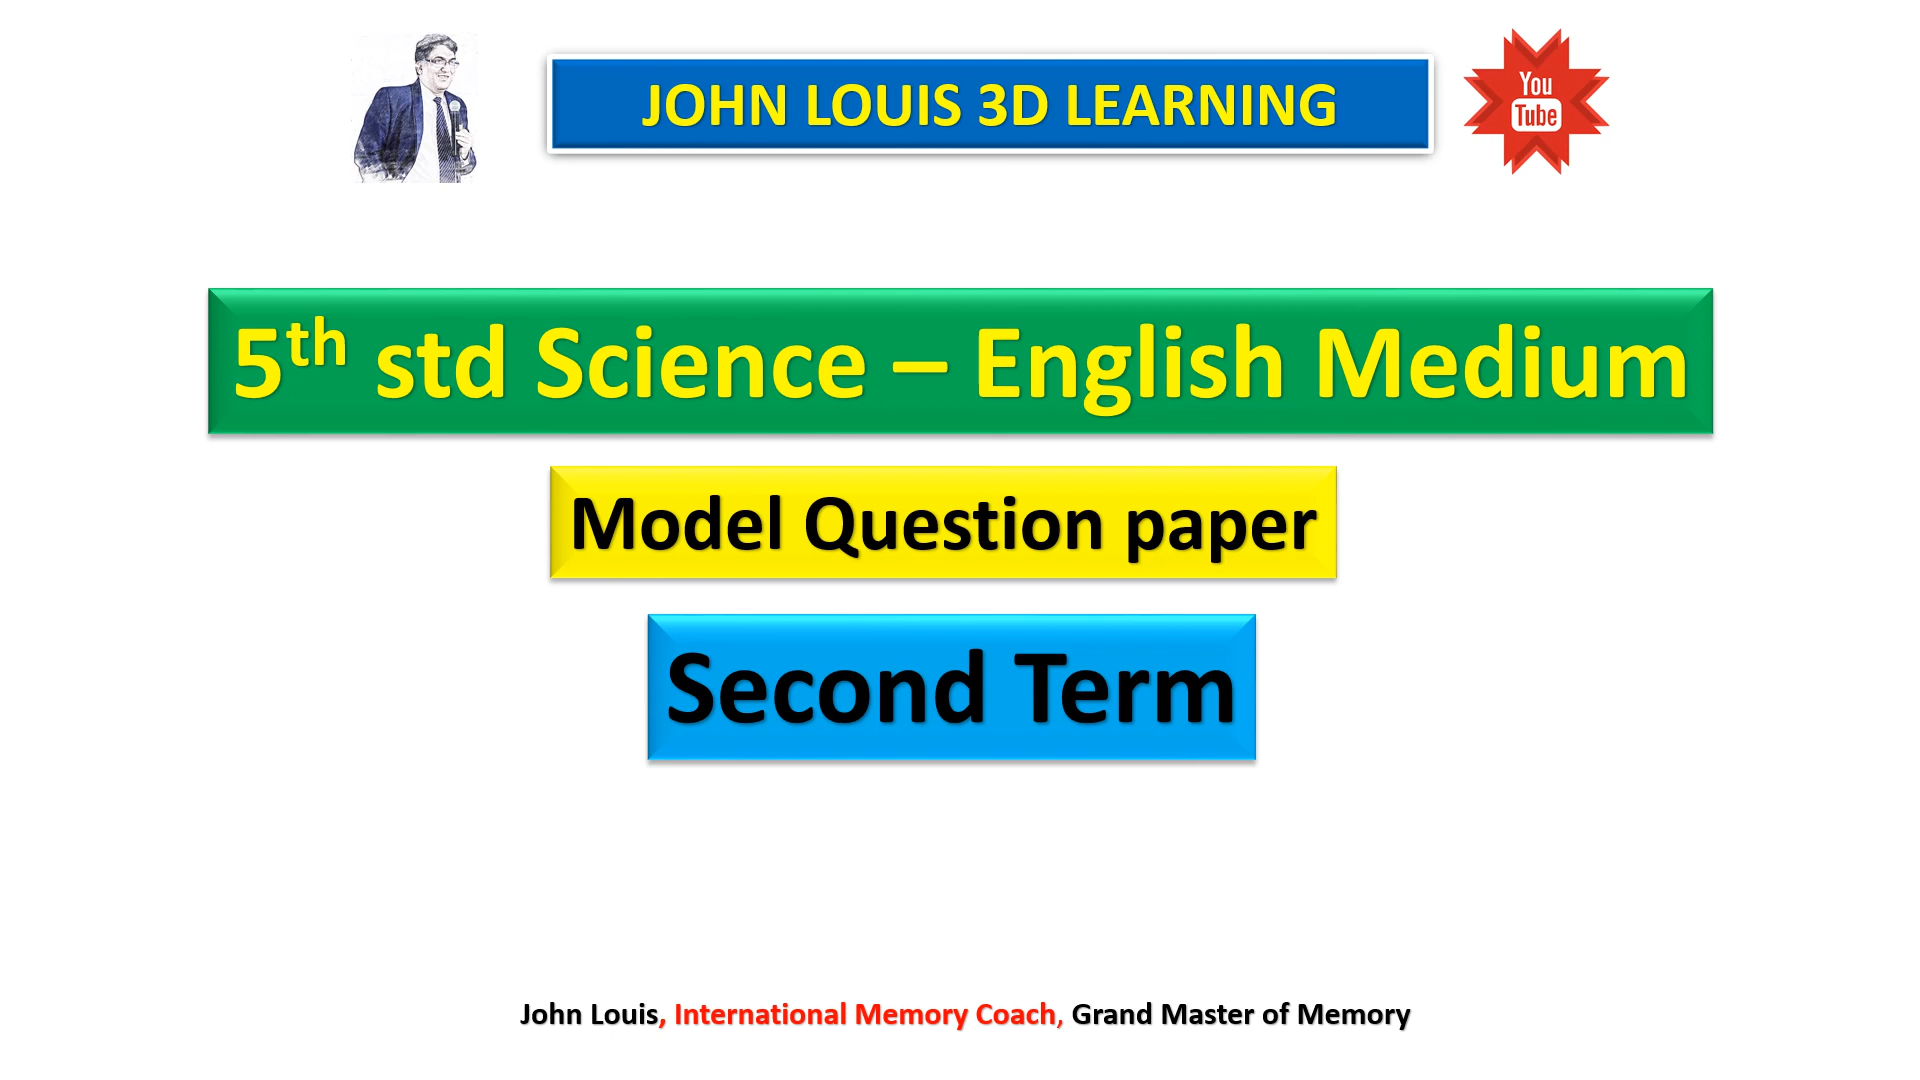 JOHN LOUIS 3D LEARNING
You
Tube
5th std Science – English Medium
Model Question paper
Second Term
John Louis, International Memory Coach, Grand Master of Memory